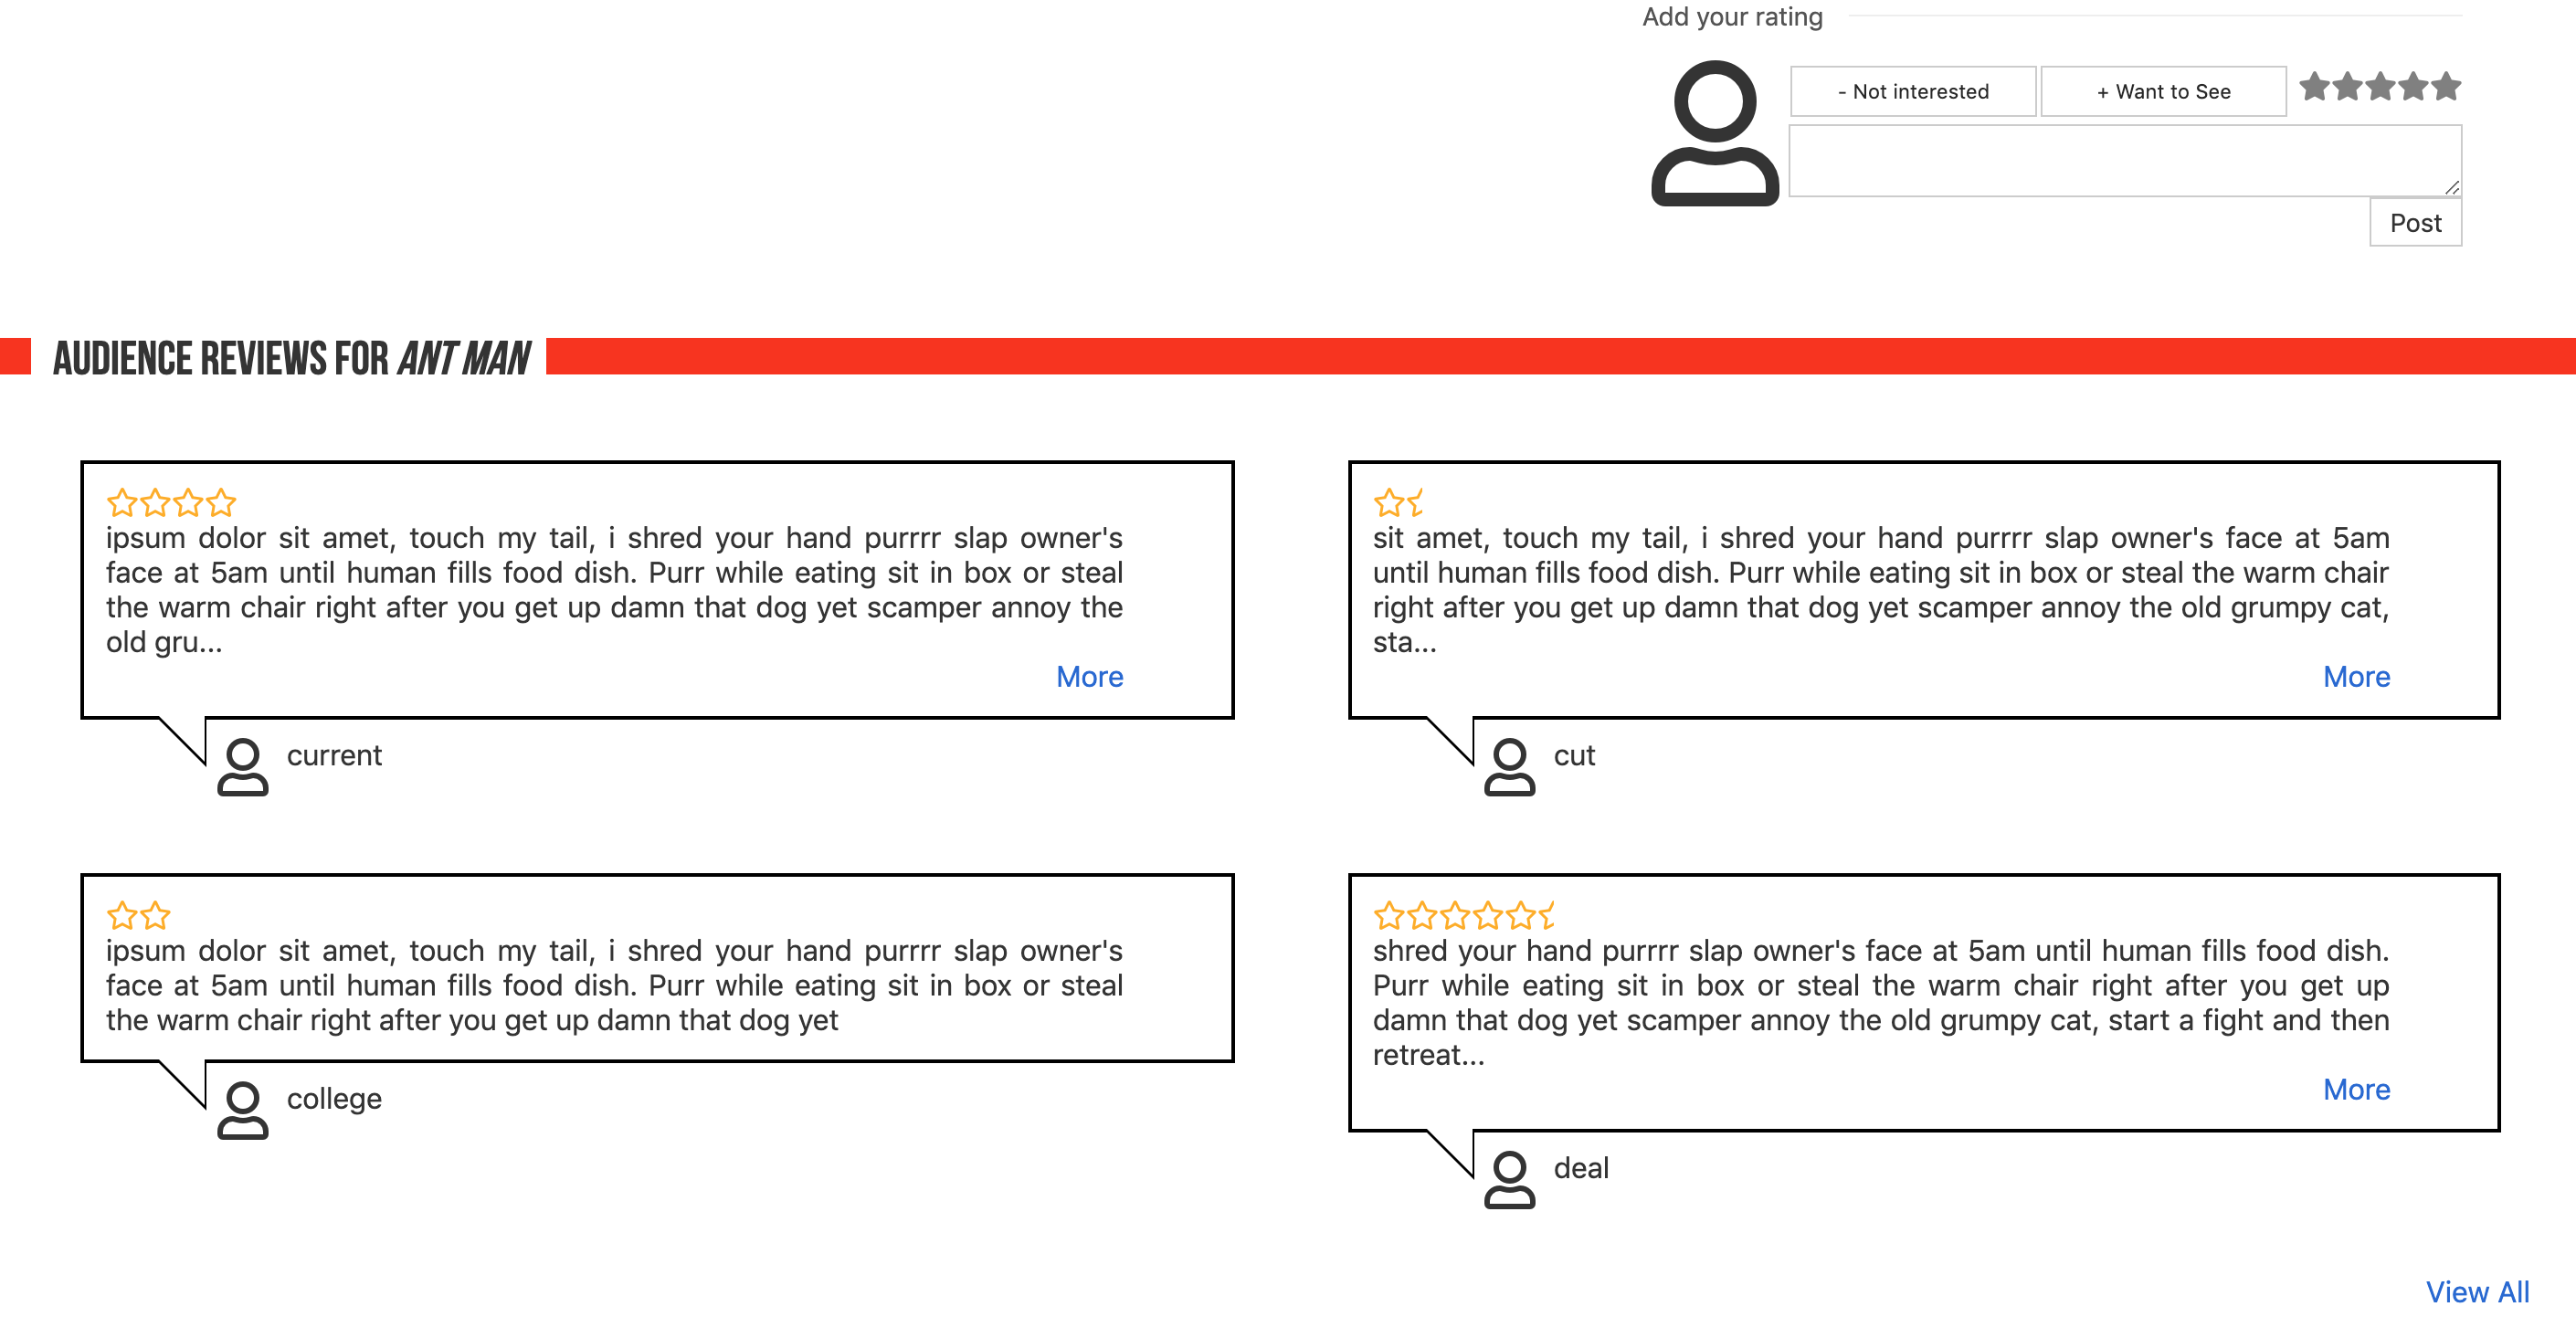 Add your rating
- Not interested
+ Want to See
Post
AUDIENCE REVIEWS FOR ANT MAN
ipsum dolor sit amet, touch my tail, i shred your hand purrrr slap owner's
face at 5am until human fills food dish. Purr while eating sit in box or steal
the warm chair right after you get up damn that dog yet scamper annoy the
old gru...
More
current
sit amet, touch my tail, i shred your hand purrrr slap owner's face at 5am
until human fills food dish. Purr while eating sit in box or steal the warm chair
right after you get up damn that dog yet scamper annoy the old grumpy cat,
sta...
More
cut
ipsum dolor sit amet, touch my tail, i shred your hand purrrr slap owner's
face at 5am until human fills food dish. Purr while eating sit in box or steal
the warm chair right after you get up damn that dog yet
college
shred your hand purrrr slap owner's face at 5am until human fills food dish.
Purr while eating sit in box or steal the warm chair right after you get up
damn that dog yet scamper annoy the old grumpy cat, start a fight and then
retreat...
More
deal
View All